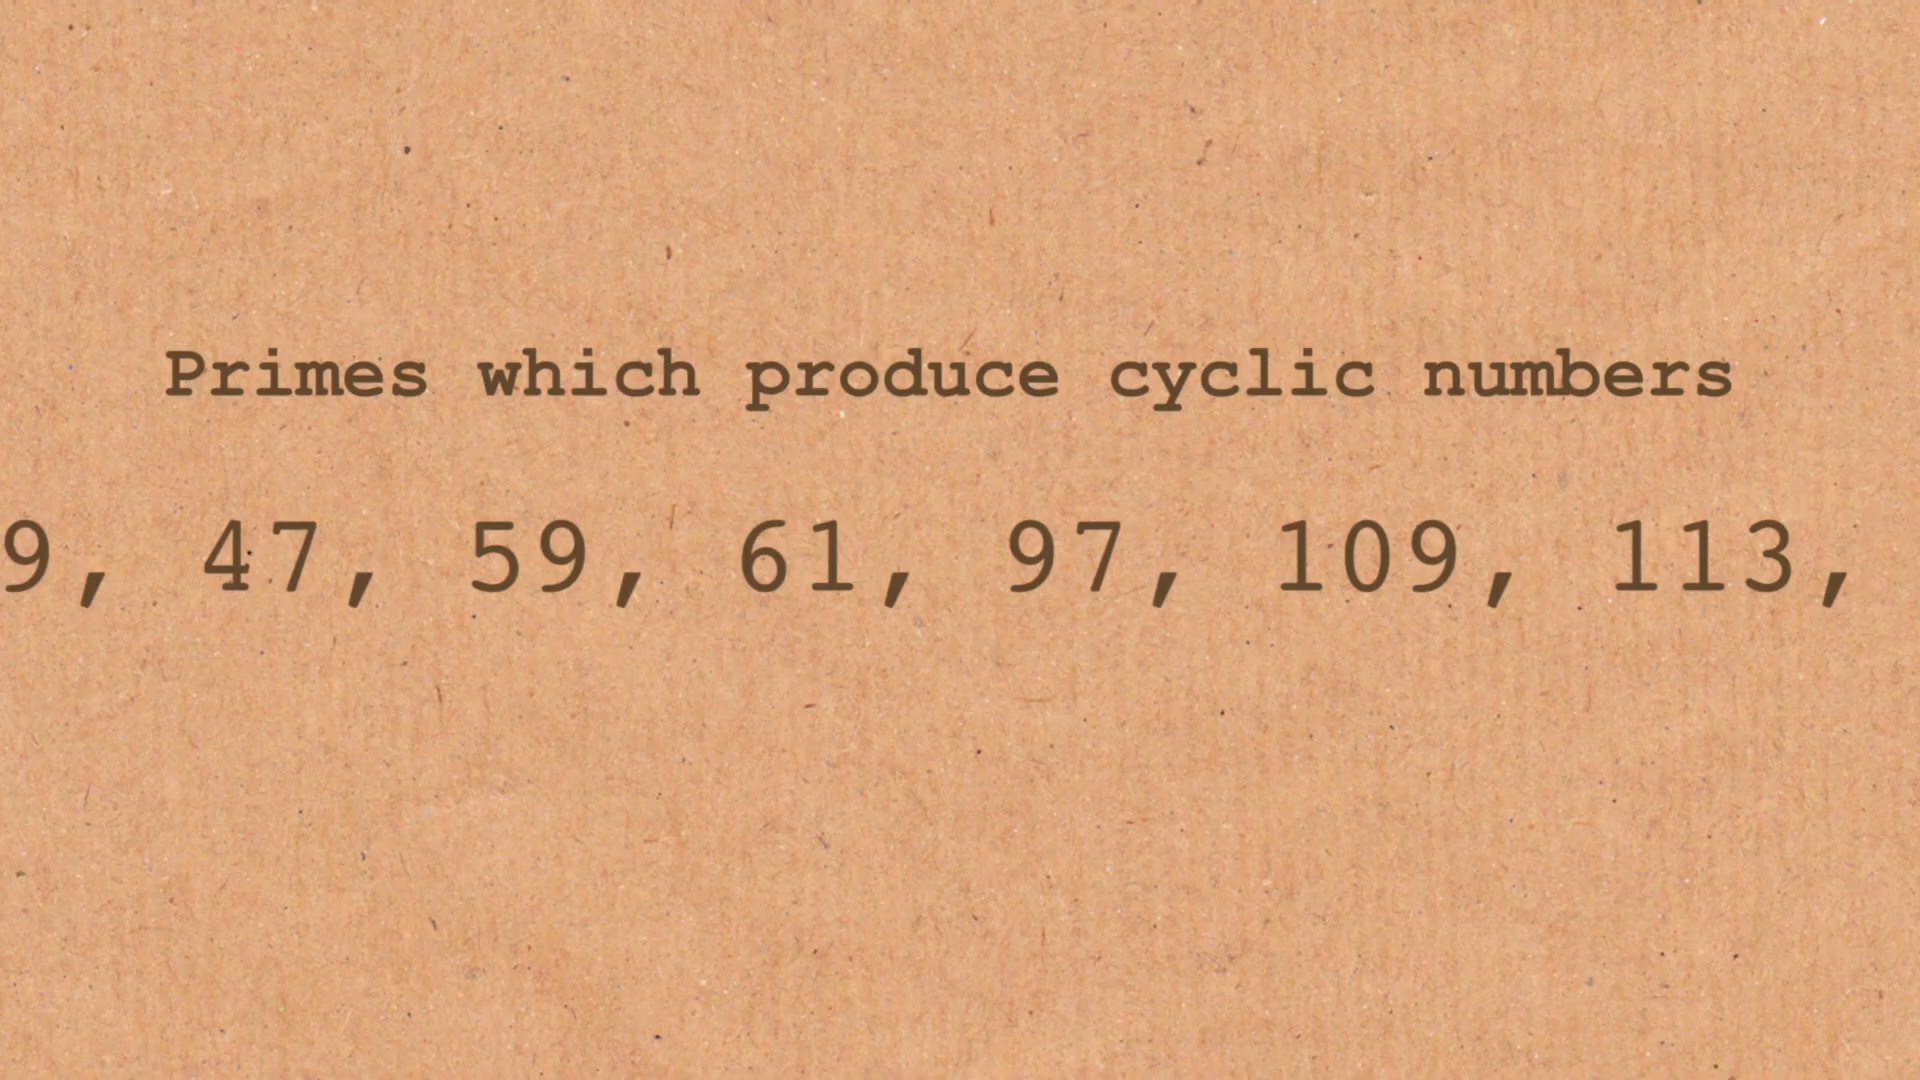 Primes which produce cyclic numbers
9, 47, 59, 61, 97, 109, 113,